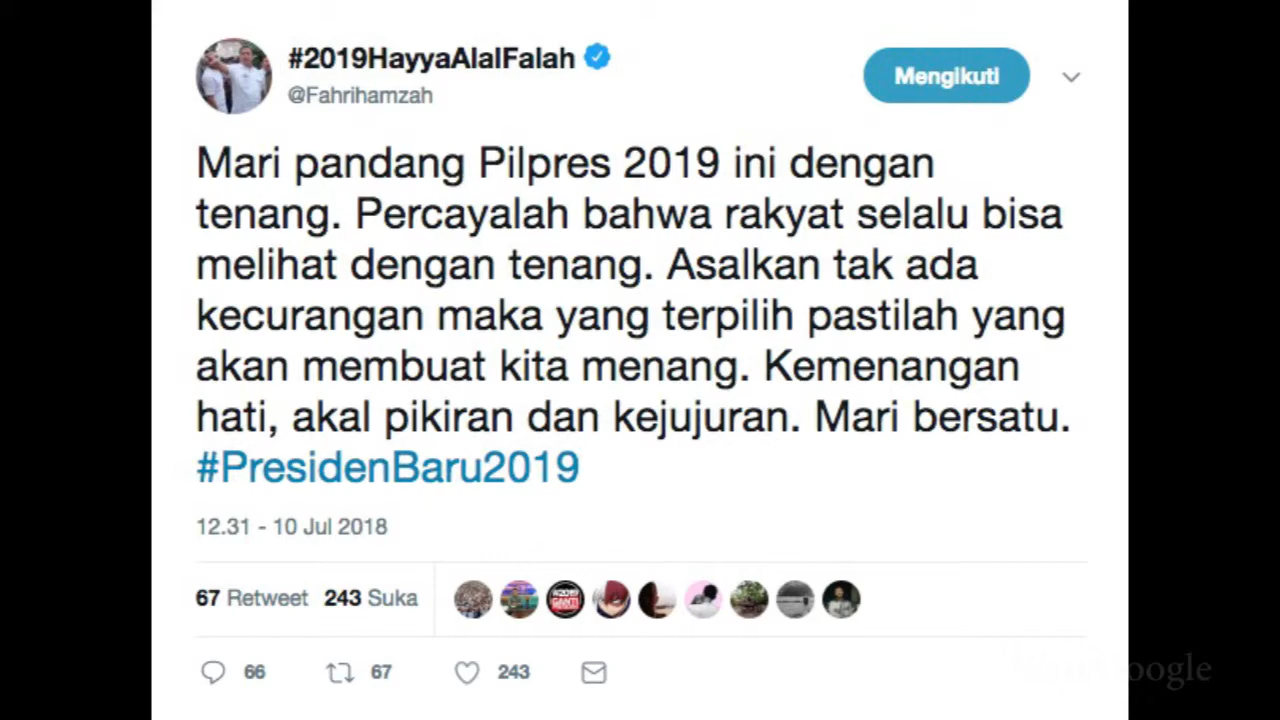 #2019HayyaAlalFalah
@Fahrihamzah
Mengikuti
Mari pandang Pilpres 2019 ini dengan
tenang. Percayalah bahwa rakyat selalu bisa
melihat dengan tenang. Asalkan tak ada
kecurangan maka yang terpilih pastilah yang
akan membuat kita menang. Kemenangan
hati, akal pikiran dan kejujuran. Mari bersatu.
#PresidenBaru2019
12.31 - 10 Jul 2018
67 Retweet 243 Suka
#2019
GANTI
66 67 243